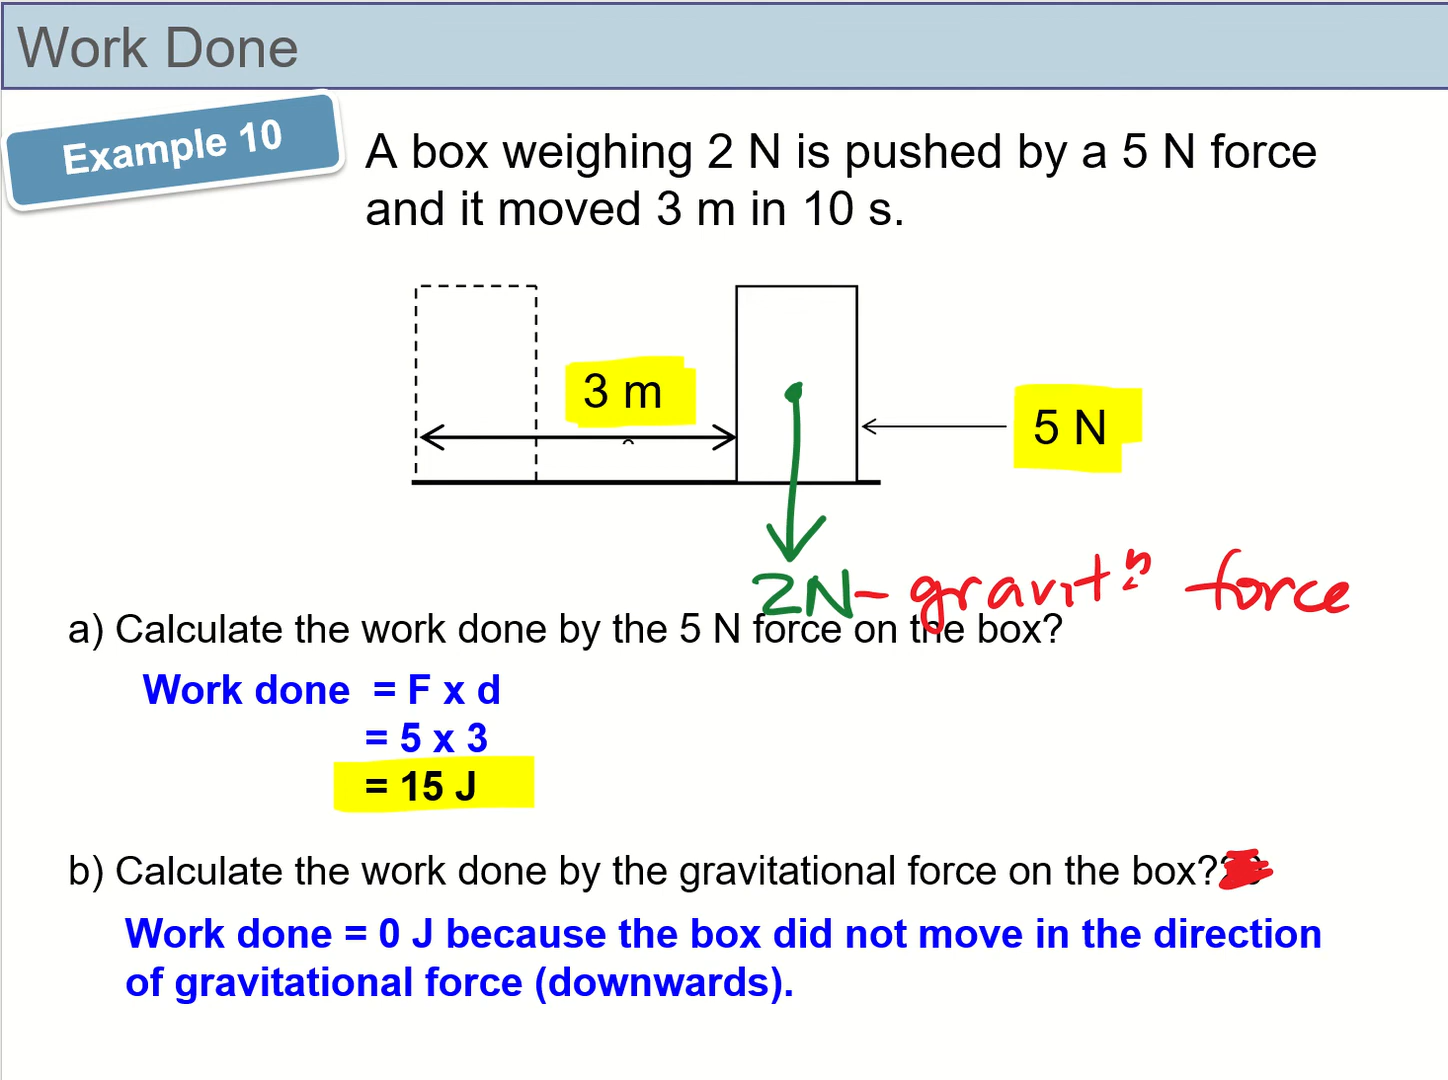 Work Done
Example 10
A box weighing 2 N is pushed by a 5 N force
and it moved 3 m in 10 s.
3 m
5 N
2N - gravitⁿ force
a) Calculate the work done by the 5 N force on the box?
Work done = F x d
= 5 x 3
= 15 J
b) Calculate the work done by the gravitational force on the box?
Work done = 0 J because the box did not move in the direction
of gravitational force (downwards).